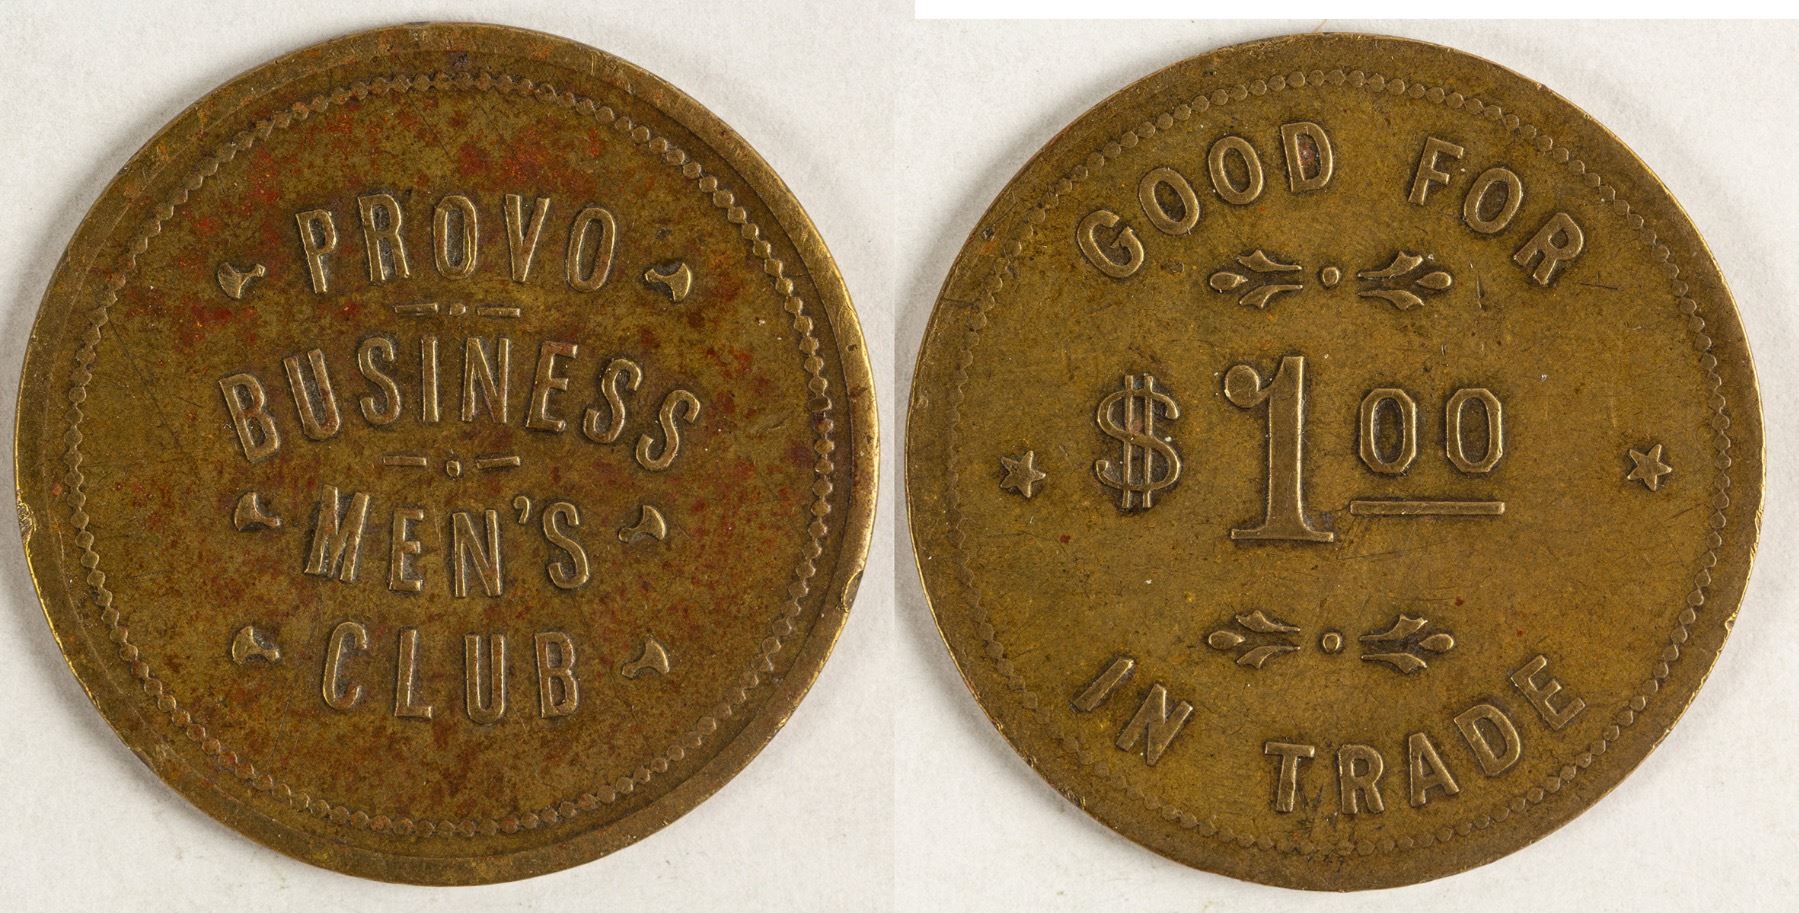 PROVO
BUSINESS
MEN'S
CLUB
GOOD FOR
$1.00
IN TRADE